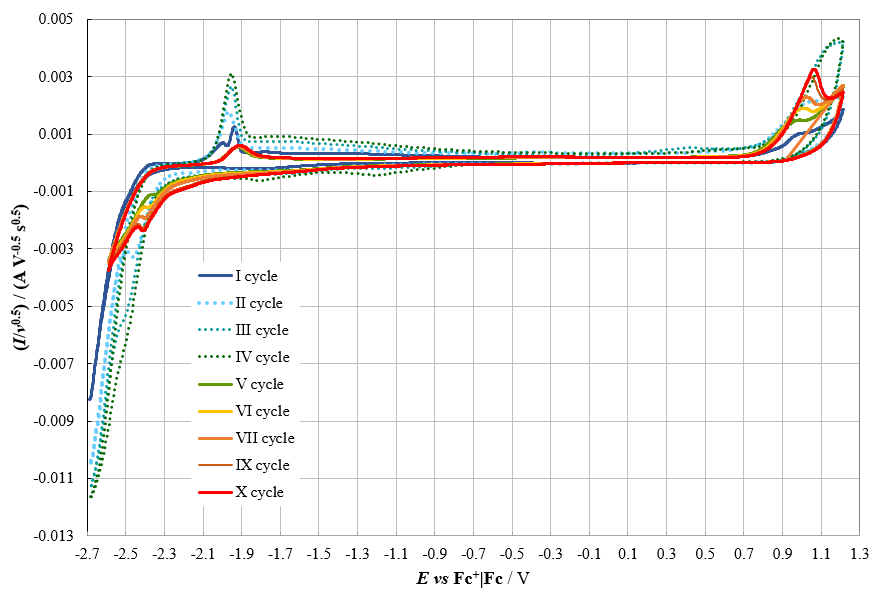 0.005
0.003
0.001
-0.001
-0.003
-0.005
-0.007
-0.009
-0.011
-0.013
(I/v^0.5) / (A V^-0.5 s^0.5)
I cycle
II cycle
III cycle
IV cycle
V cycle
VI cycle
VII cycle
IX cycle
X cycle
-2.7 -2.5 -2.3 -2.1 -1.9 -1.7 -1.5 -1.3 -1.1 -0.9 -0.7 -0.5 -0.3 -0.1 0.1 0.3 0.5 0.7 0.9 1.1 1.3
E vs Fc⁺|Fc / V